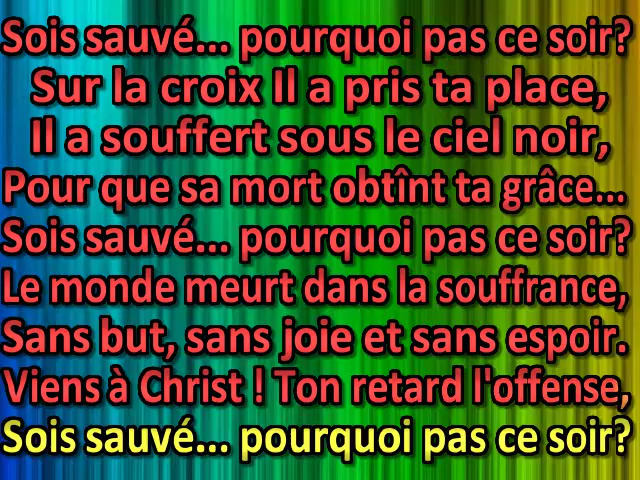 Sois sauvé... pourquoi pas ce soir?
Sur la croix Il a pris ta place,
Il a souffert sous le ciel noir,
Pour que sa mort obtînt ta grâce...
Sois sauvé... pourquoi pas ce soir?
Le monde meurt dans la souffrance,
Sans but, sans joie et sans espoir.
Viens à Christ ! Ton retard l'offense,
Sois sauvé... pourquoi pas ce soir?